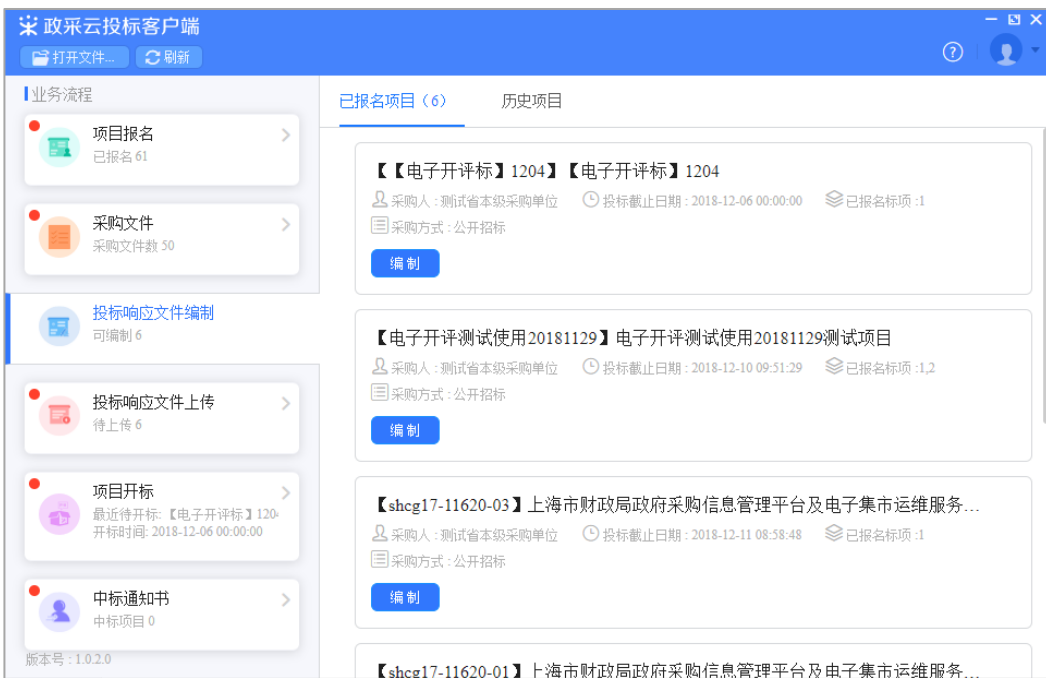 政采云投标客户端
打开文件... 刷新
业务流程
项目报名
已报名 61
采购文件
采购文件数 50
投标响应文件编制
可编制 6
投标响应文件上传
待上传 6
项目开标
最近待开标:【电子开评标】120
开标时间: 2018-12-06 00:00:00
中标通知书
中标项目 0
版本号 : 1.0.2.0
已报名项目（6） 历史项目
【【电子开评标】1204】【电子开评标】1204
采购人 : 测试省本级采购单位 投标截止日期 : 2018-12-06 00:00:00 已报名标项 :1
采购方式 : 公开招标
编制
【电子开评测试使用20181129】电子开评测试使用20181129测试项目
采购人 : 测试省本级采购单位 投标截止日期 : 2018-12-10 09:51:29 已报名标项 :1,2
采购方式 : 公开招标
编制
【shcg17-11620-03】上海市财政局政府采购信息管理平台及电子集市运维服务...
采购人 : 测试省本级采购单位 投标截止日期 : 2018-12-11 08:58:48 已报名标项 :1
采购方式 : 公开招标
编制
【shcg17-11620-01】上海市财政局政府采购信息管理平台及电子集市运维服务...